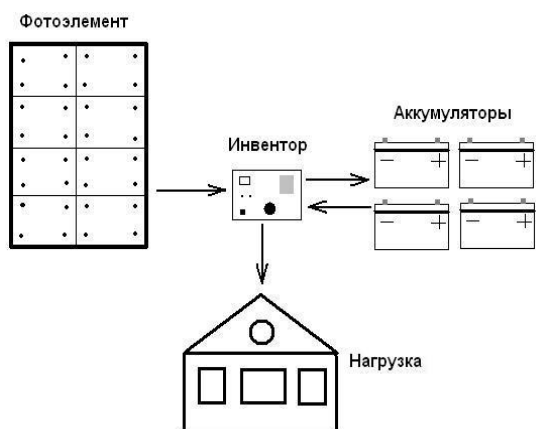 Фотоэлемент
Инвентор
Аккумуляторы
Нагрузка